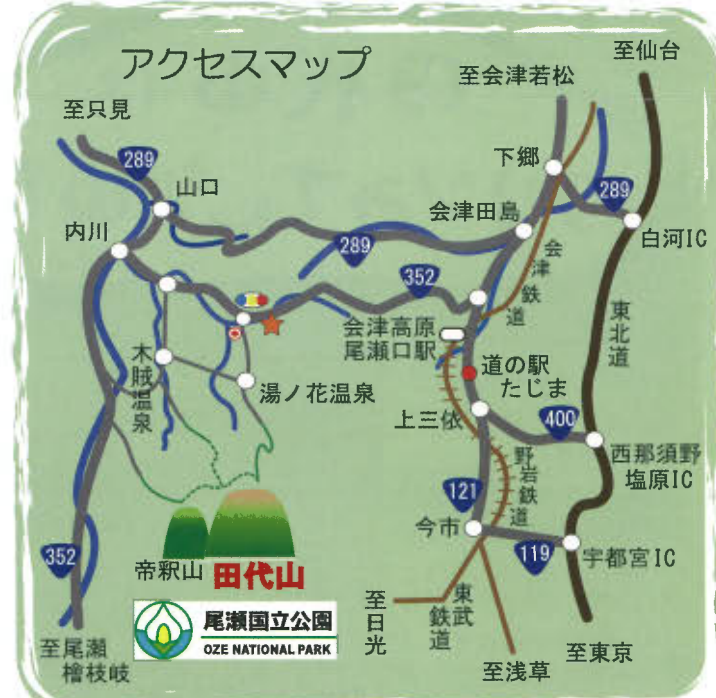 アクセスマップ
至仙台
至会津若松
至只見
289
山口
下郷
289
白河IC
会津田島
内川
289
352
会津鉄道
東北道
会津高原
尾瀬口駅
道の駅
たじま
木賊温泉
湯ノ花温泉
上三依
400
西那須野
塩原IC
野岩鉄道
121
今市
119
宇都宮IC
352
帝釈山
田代山
尾瀬国立公園
OZE NATIONAL PARK
至日光
東武
鉄道
至尾瀬
檜枝岐
至浅草
至東京